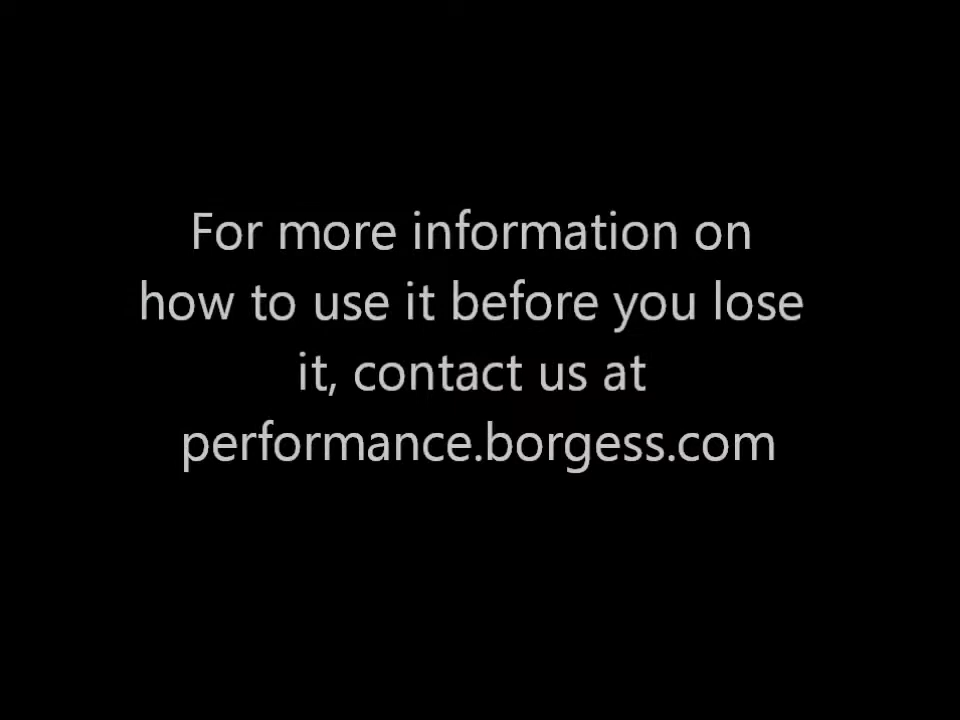 For more information on
how to use it before you lose
it, contact us at
performance.borgess.com